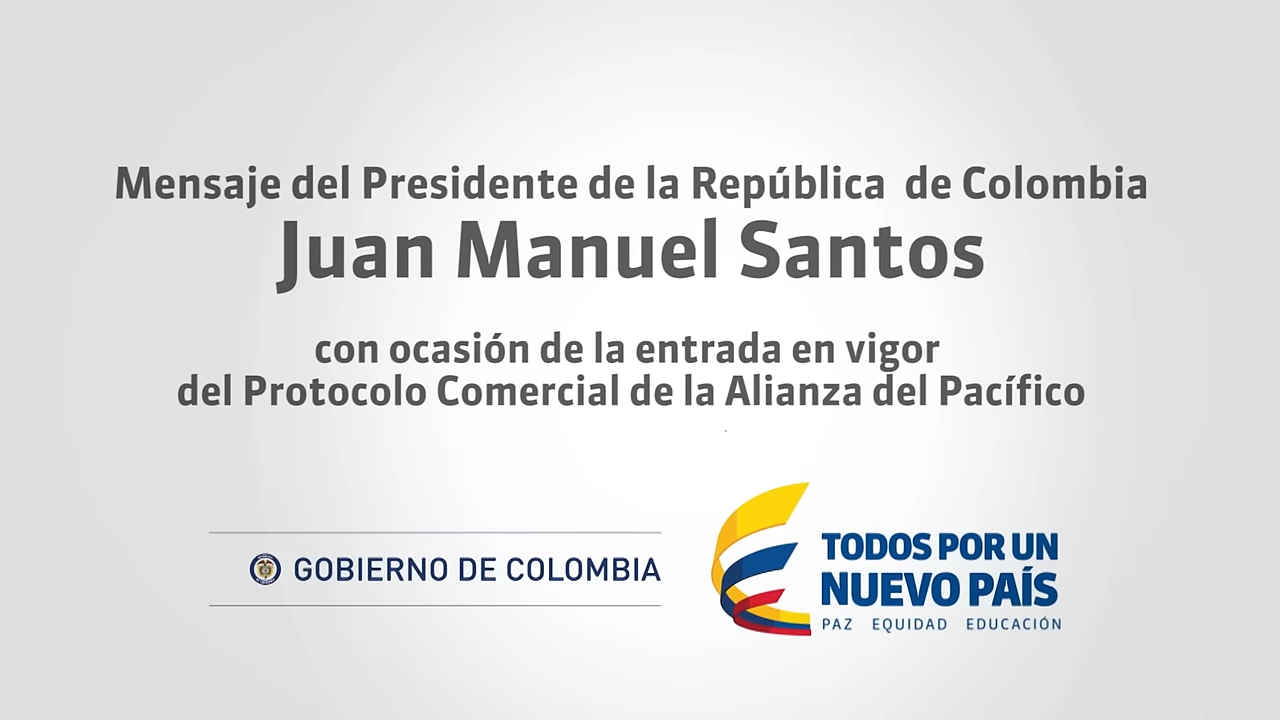 Mensaje del Presidente de la República de Colombia
Juan Manuel Santos
con ocasión de la entrada en vigor
del Protocolo Comercial de la Alianza del Pacífico
GOBIERNO DE COLOMBIA
TODOS POR UN
NUEVO PAÍS
PAZ EQUIDAD EDUCACIÓN